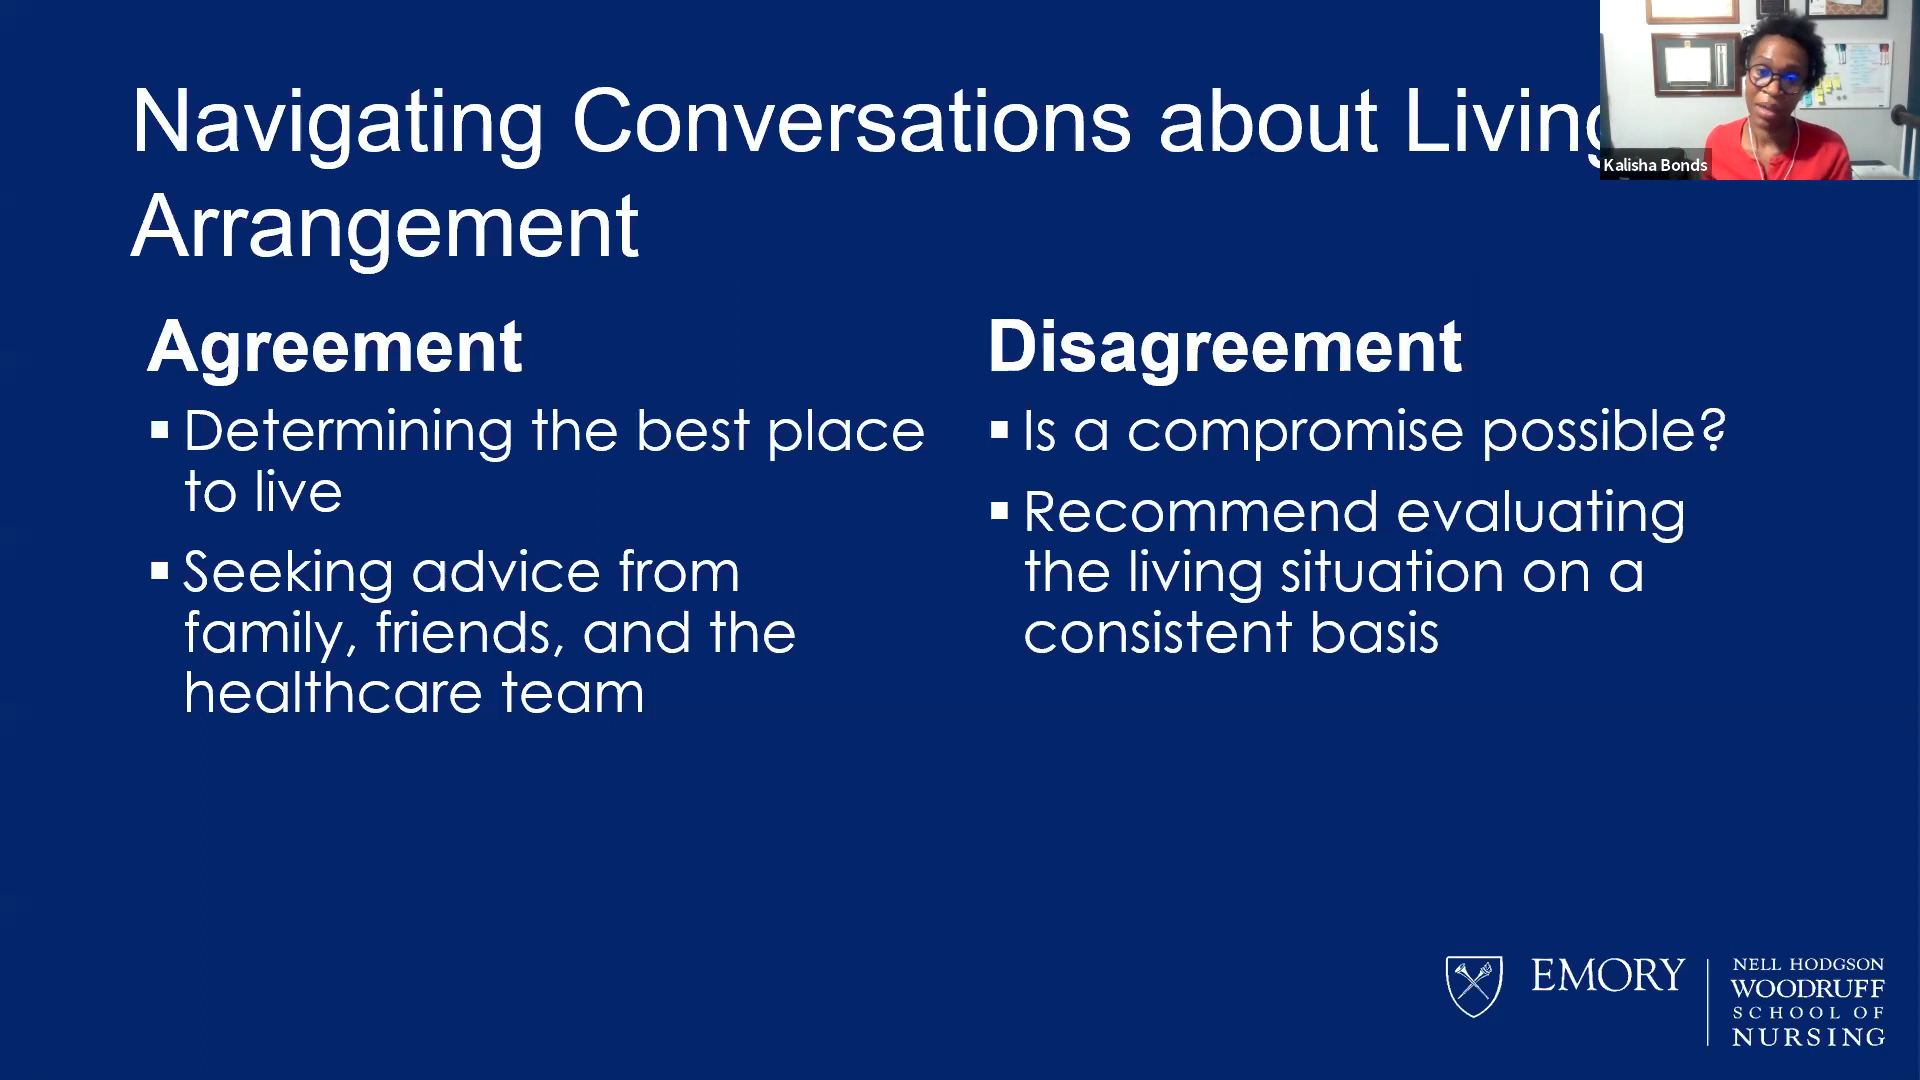 Navigating Conversations about Living
Arrangement
Kalisha Bonds
Agreement
▪ Determining the best place
to live
▪ Seeking advice from
family, friends, and the
healthcare team
Disagreement
▪ Is a compromise possible?
▪ Recommend evaluating
the living situation on a
consistent basis
EMORY
NELL HODGSON
WOODRUFF
SCHOOL OF
NURSING